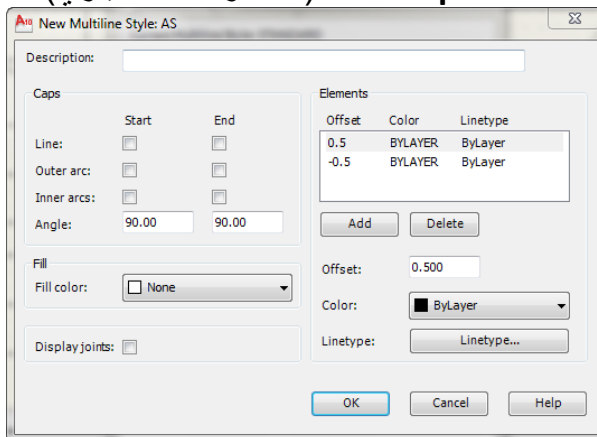 New Multiline Style: AS
Description:
Caps
Start End
Line:
Outer arc:
Inner arcs:
Angle: 90.00 90.00
Fill
Fill color: None
Display joints:
Elements
Offset Color Linetype
0.5 BYLAYER ByLayer
-0.5 BYLAYER ByLayer
Add Delete
Offset: 0.500
Color: ByLayer
Linetype: Linetype...
OK Cancel Help